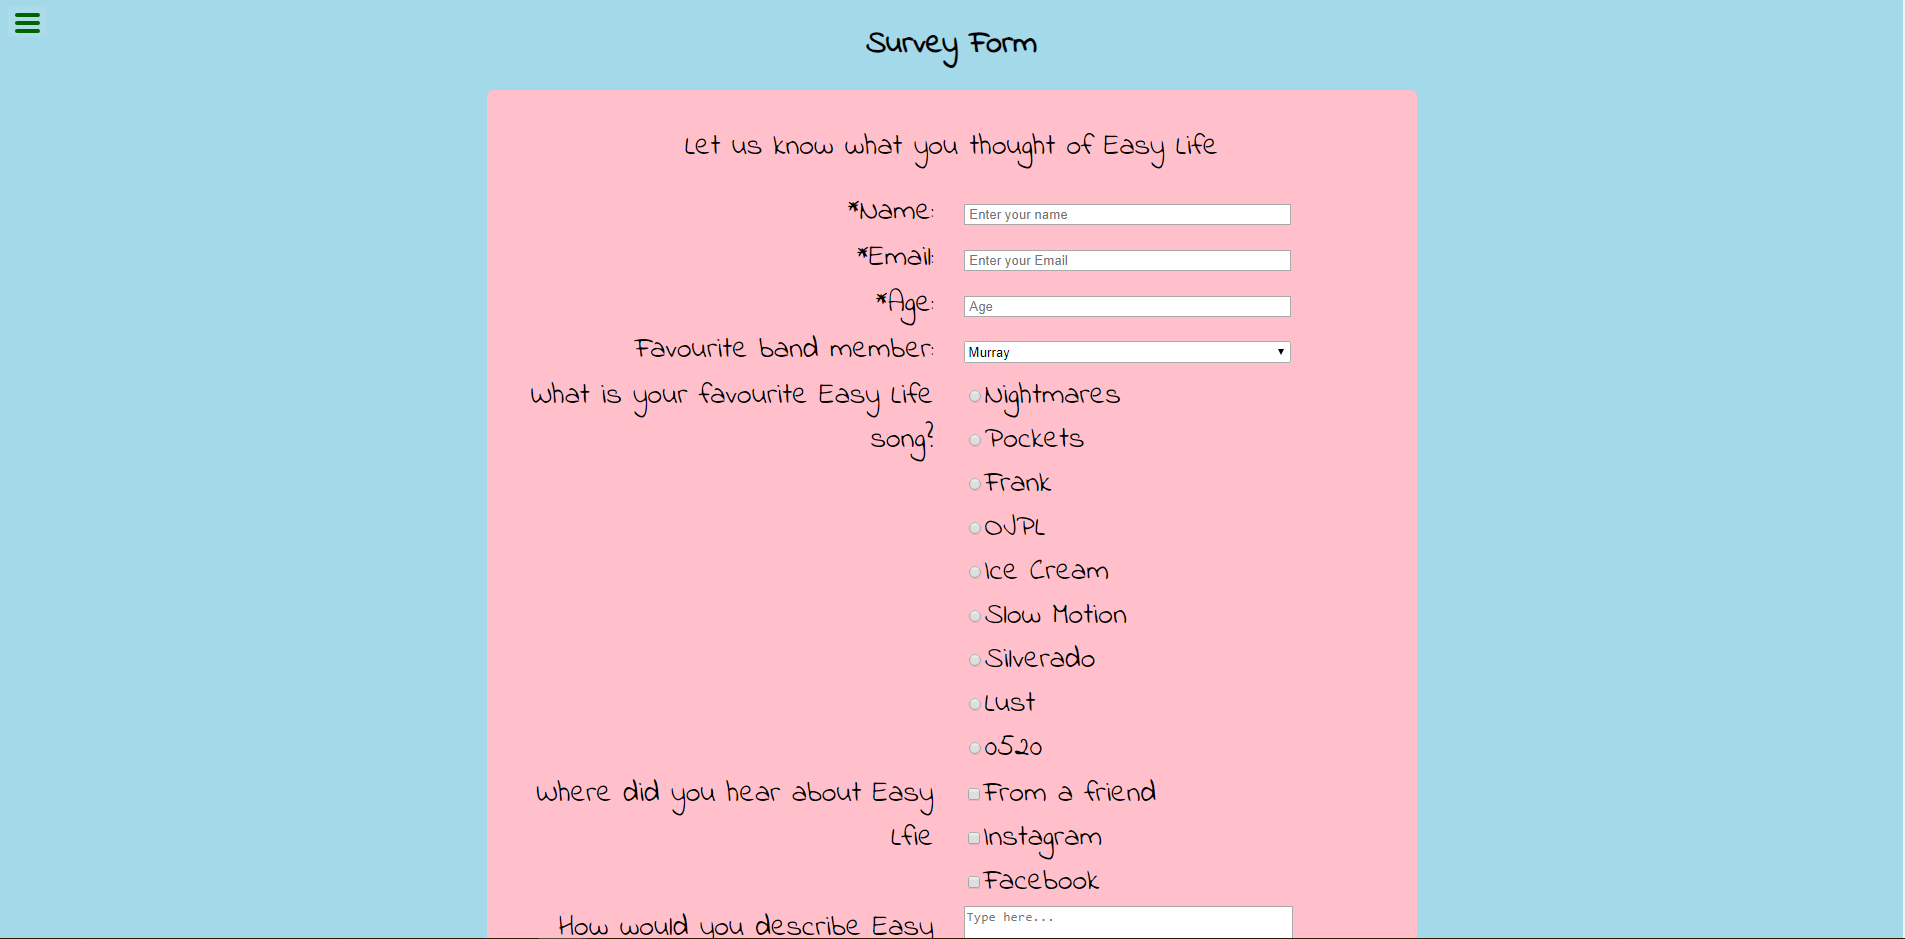 Survey Form
Let us know what you thought of Easy Life
*Name: Enter your name
*Email: Enter your Email
*Age: Age
Favourite band member: Murray
What is your favourite Easy Life
song?
Nightmares
Pockets
Frank
OJPL
Ice Cream
Slow Motion
Silverado
Lust
0520
Where did you hear about Easy
Lfie
From a friend
Instagram
Facebook
How would you describe Easy
Type here...